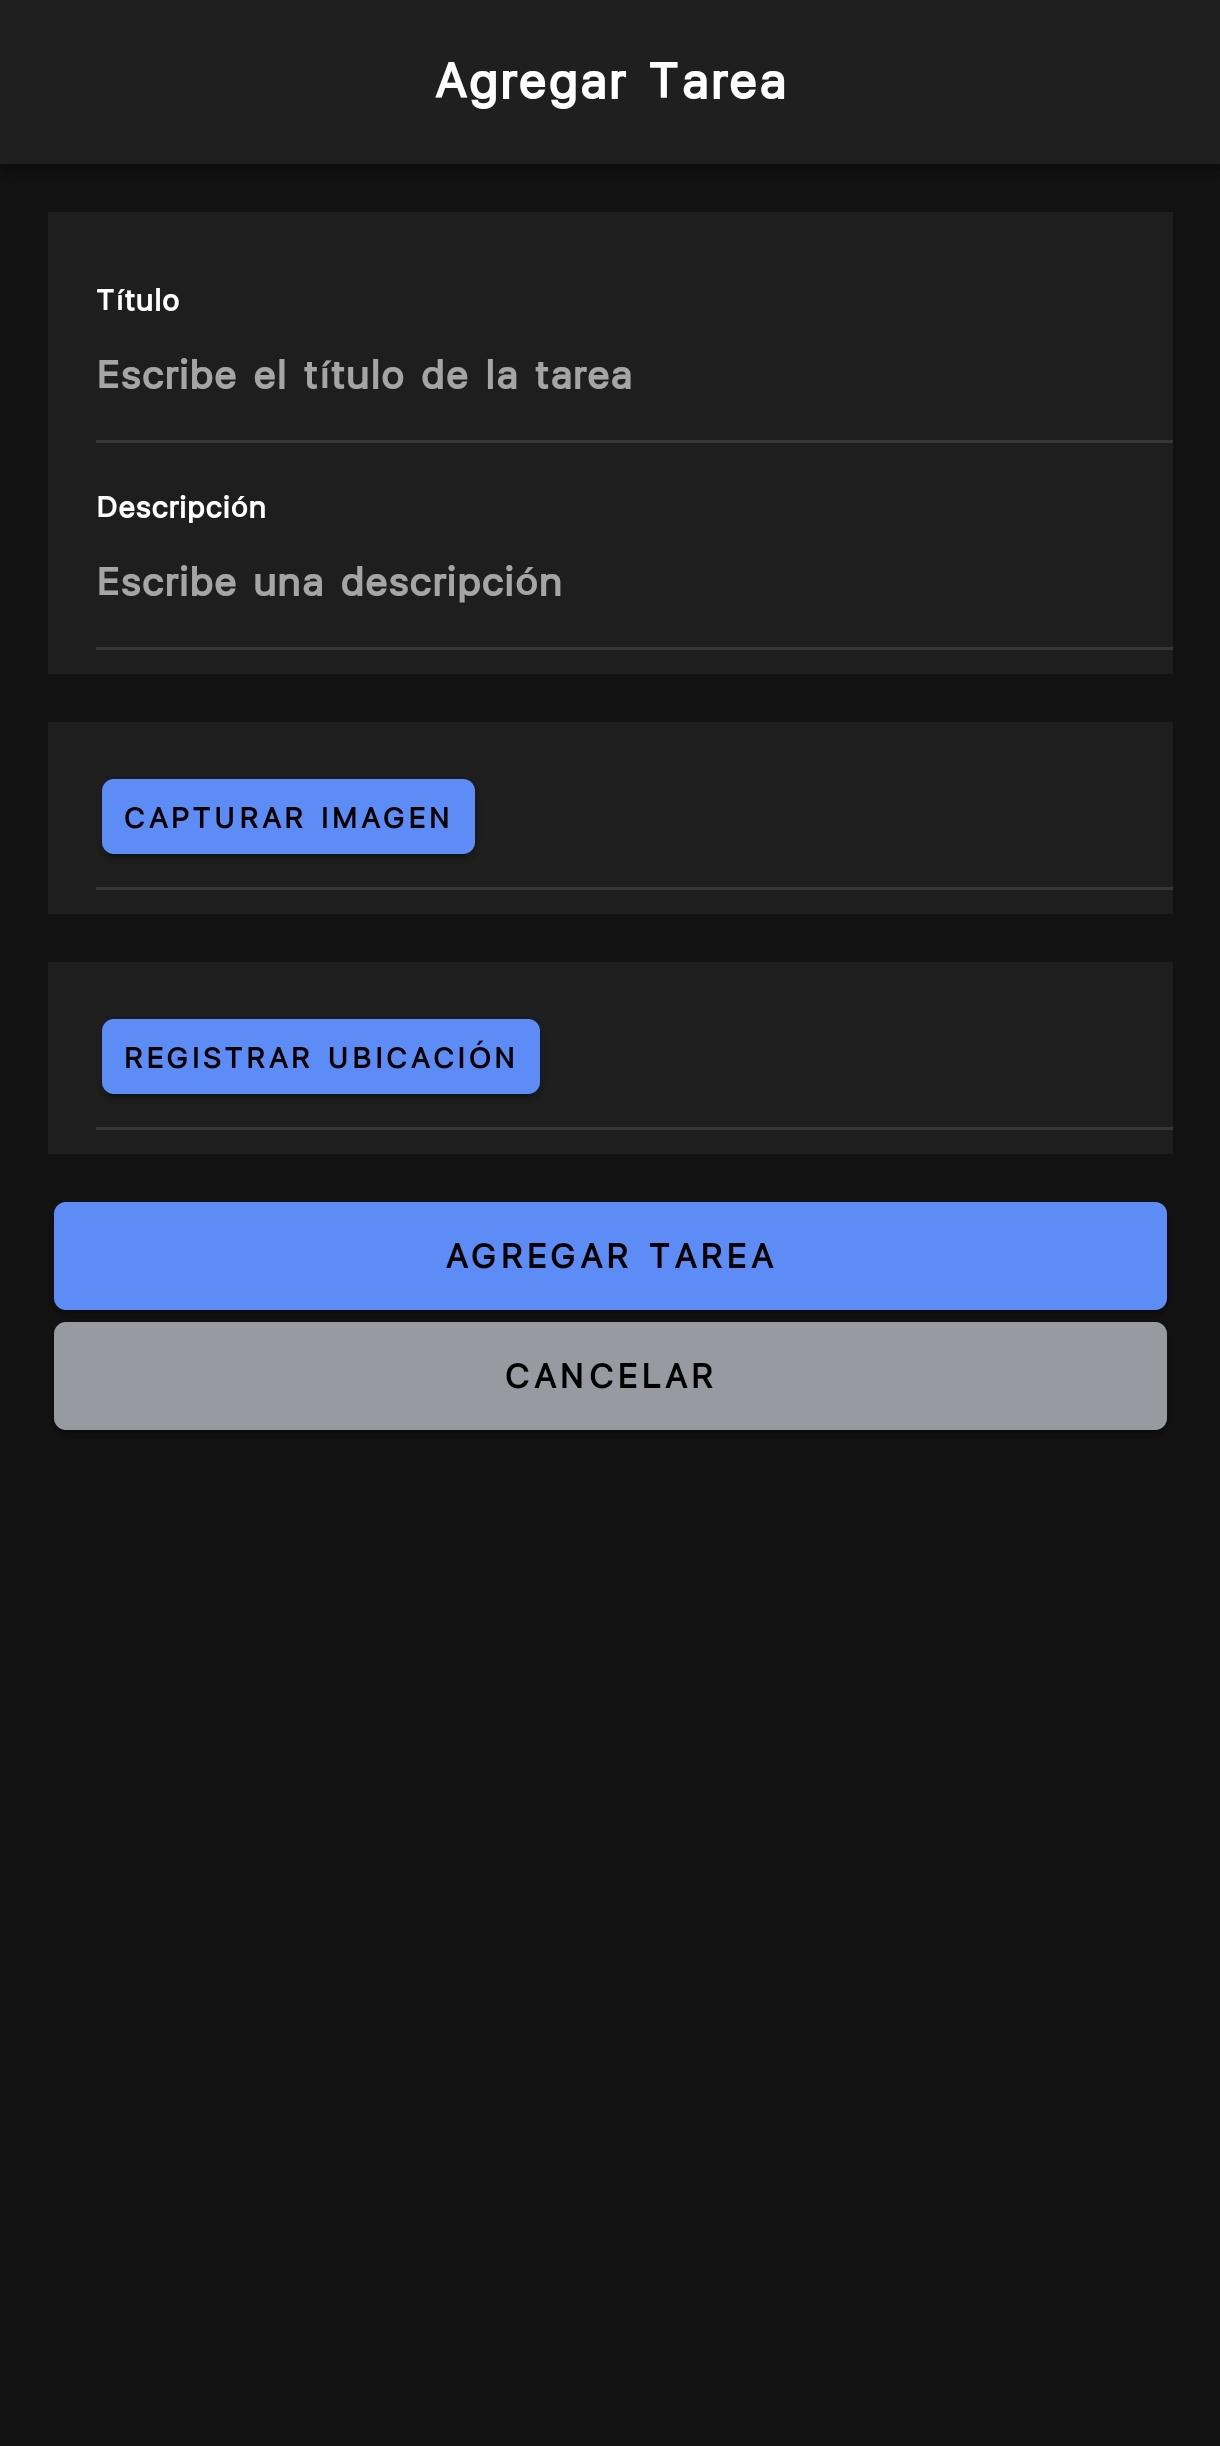 Agregar Tarea
Título
Escribe el título de la tarea
Descripción
Escribe una descripción
CAPTURAR IMAGEN
REGISTRAR UBICACIÓN
AGREGAR TAREA
CANCELAR